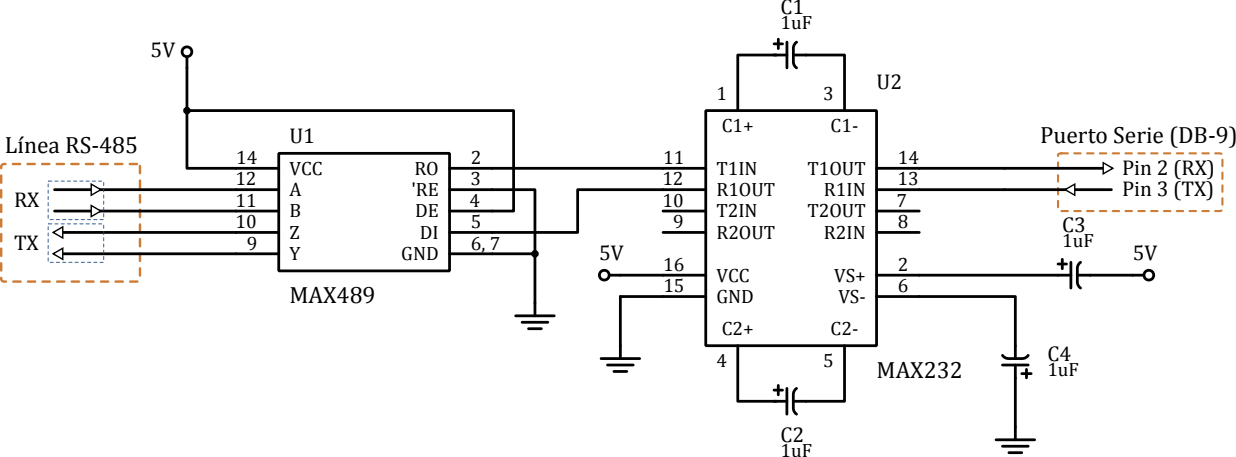 C1
1uF
5V
U2
1
3
C1+
C1-
Línea RS-485
U1
Puerto Serie (DB-9)
14
VCC
RO
2
11
T1IN
T1OUT
14
Pin 2 (RX)
RX
12
A
'RE
3
12
R1OUT
R1IN
13
Pin 3 (TX)
11
B
DE
4
10
T2IN
T2OUT
7
TX
10
Z
DI
5
9
R2OUT
R2IN
8
9
Y
GND
6, 7
C3
1uF
5V
5V
16
VCC
VS+
2
MAX489
15
GND
VS-
6
C2+
C2-
4
5
MAX232
C4
1uF
C2
1uF